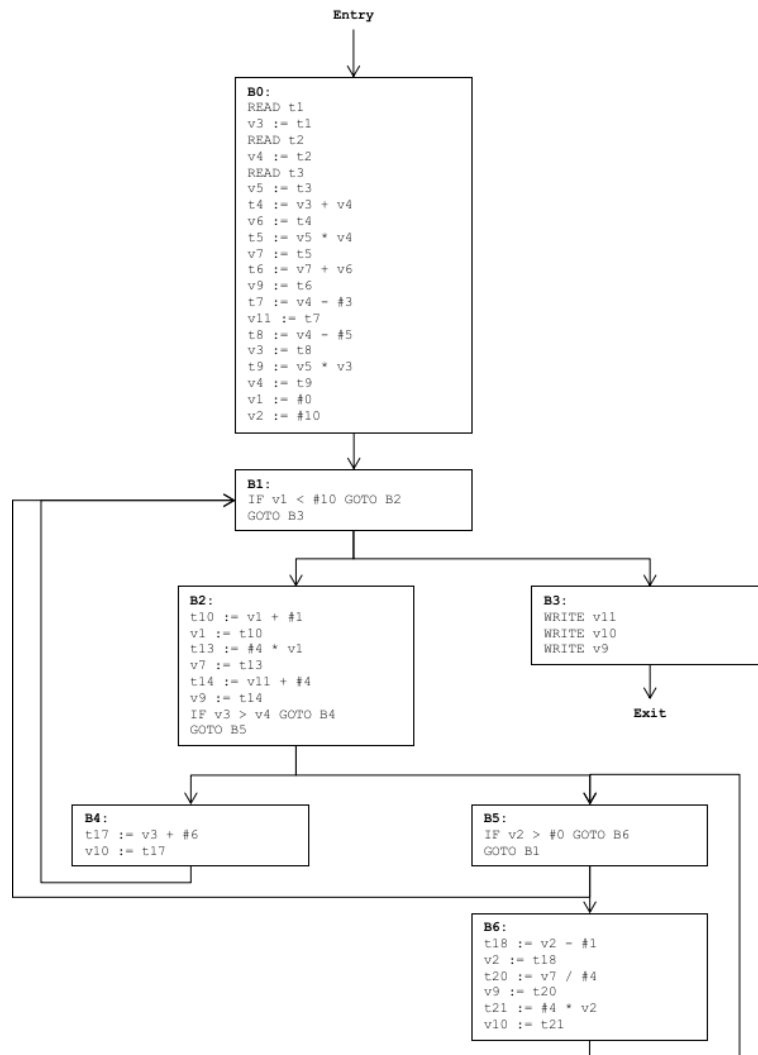 Entry
B0:
READ t1
v3 := t1
READ t2
v4 := t2
READ t3
v5 := t3
t4 := v3 + v4
v6 := t4
t5 := v5 * v4
v7 := t5
t6 := v7 + v6
v9 := t6
t7 := v4 - #3
v11 := t7
t8 := v4 - #5
v3 := t8
t9 := v5 * v3
v4 := t9
v1 := #0
v2 := #10
B1:
IF v1 < #10 GOTO B2
GOTO B3
B2:
t10 := v1 + #1
v1 := t10
t13 := #4 * v1
v7 := t13
t14 := v11 + #4
v9 := t14
IF v3 > v4 GOTO B4
GOTO B5
B3:
WRITE v11
WRITE v10
WRITE v9
Exit
B4:
t17 := v3 + #6
v10 := t17
B5:
IF v2 > #0 GOTO B6
GOTO B1
B6:
t18 := v2 - #1
v2 := t18
t20 := v7 / #4
v9 := t20
t21 := #4 * v2
v10 := t21